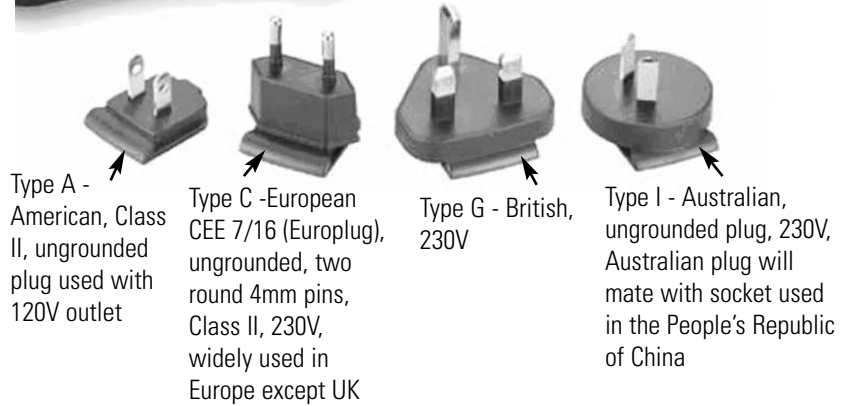 Type A -
American, Class
II, ungrounded
plug used with
120V outlet
Type C -European
CEE 7/16 (Europlug),
ungrounded, two
round 4mm pins,
Class II, 230V,
widely used in
Europe except UK
Type G - British,
230V
Type I - Australian,
ungrounded plug, 230V,
Australian plug will
mate with socket used
in the People's Republic
of China